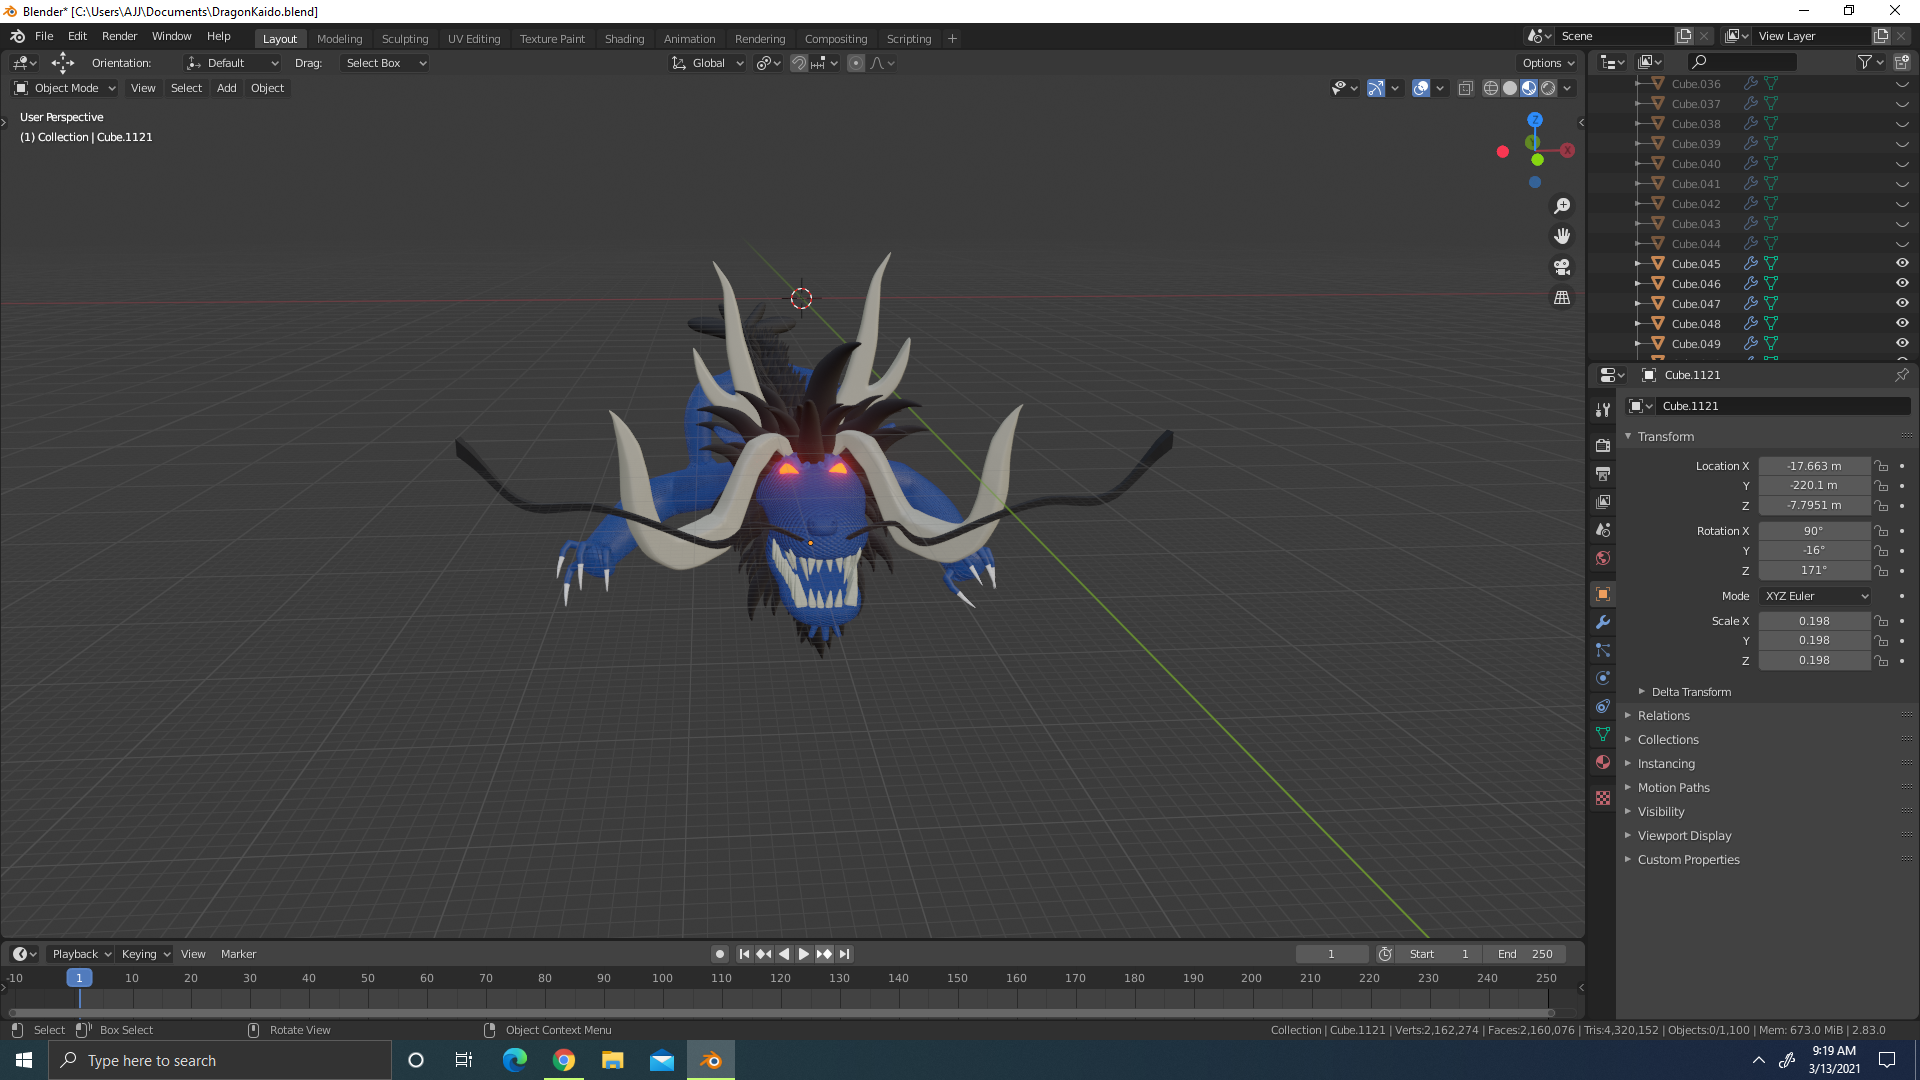 Blender* [C:\Users\AJJ\Documents\DragonKaido.blend]
File Edit Render Window Help Layout Modeling Sculpting UV Editing Texture Paint Shading Animation Rendering Compositing Scripting + Scene View Layer
Orientation: Default Drag: Select Box Global Options
Object Mode View Select Add Object
User Perspective
(1) Collection | Cube.1121
Z
Y
X
Cube.036
Cube.037
Cube.038
Cube.039
Cube.040
Cube.041
Cube.042
Cube.043
Cube.044
Cube.045
Cube.046
Cube.047
Cube.048
Cube.049
Cube.1121
Cube.1121
Transform
Location X -17.663 m
Y -220.1 m
Z -7.7951 m
Rotation X 90°
Y -16°
Z 171°
Mode XYZ Euler
Scale X 0.198
Y 0.198
Z 0.198
Delta Transform
Relations
Collections
Instancing
Motion Paths
Visibility
Viewport Display
Custom Properties
Playback Keying View Marker 1 Start 1 End 250
-10 1 10 20 30 40 50 60 70 80 90 100 110 120 130 140 150 160 170 180 190 200 210 220 230 240 250
Select Box Select Rotate View Object Context Menu Collection | Cube.1121 | Verts:2,162,274 | Faces:2,160,076 | Tris:4,320,152 | Objects:0/1,100 | Mem: 673.0 MiB | 2.83.0
Type here to search
9:19 AM
3/13/2021